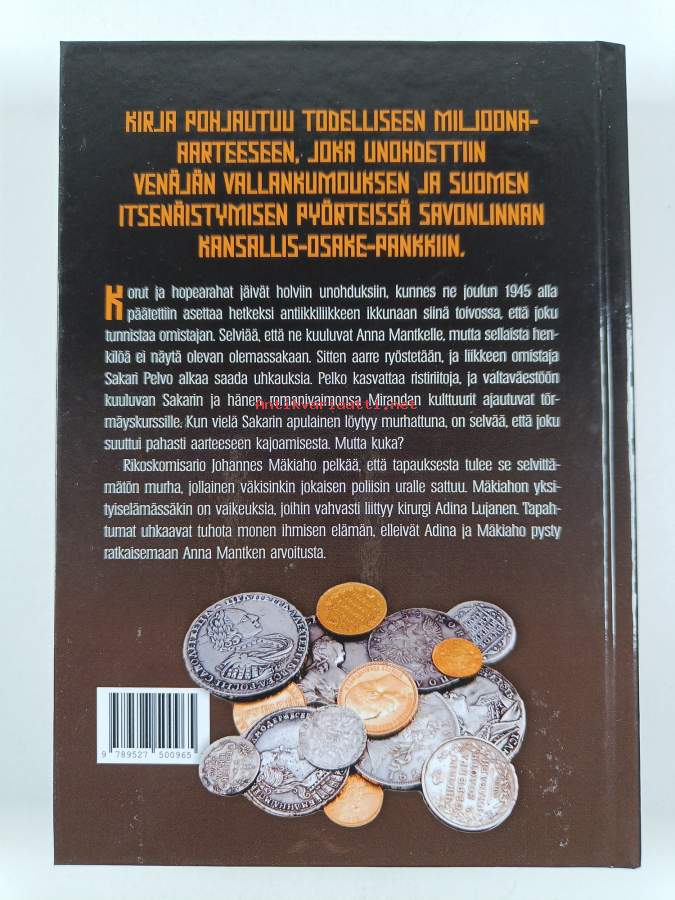 KIRJA POHJAUTUU TODELLISEEN MILJOONA-
AARTEESEEN, JOKA UNOHDETTIIN
VENÄJÄN VALLANKUMOUKSEN JA SUOMEN
ITSENÄISTYMISEN PYÖRTEISSÄ SAVONLINNAN
KANSALLIS-OSAKE-PANKKIIN.
Korut ja hopearahat jäivät holviin unohduksiin, kunnes ne joulun 1945 alla
päätettiin asettaa hetkeksi antiikkiliikkeen ikkunaan siinä toivossa, että joku
tunnistaa omistajan. Selviää, että ne kuuluvat Anna Mantkelle, mutta sellaista hen-
kilöä ei näytä olevan olemassakaan. Sitten aarre ryöstetään, ja liikkeen omistaja
Sakari Pelvo alkaa saada uhkauksia. Pelko kasvattaa ristiriitoja, ja valtaväestöön
kuuluvan Sakarin ja hänen romanivaimonsa Mirandan kulttuurit ajautuvat tör-
antikvariaatti.net
mäyskurssille. Kun vielä Sakarin apulainen löytyy murhattuna, on selvää, että joku
suuttui pahasti aarteeseen kajoamisesta. Mutta kuka?
Rikoskomisario Johannes Mäkiaho pelkää, että tapauksesta tulee se selvittä-
mätön murha, jollainen väkisinkin jokaisen poliisin uralle sattuu. Mäkiahon yksi-
tyiselämässäkin on vaikeuksia, joihin vahvasti liittyy kirurgi Adina Lujanen. Tapah-
tumat uhkaavat tuhota monen ihmisen elämän, elleivät Adina ja Mäkiaho pysty
ratkaisemaan Anna Mantken arvoitusta.
9 789527 500965